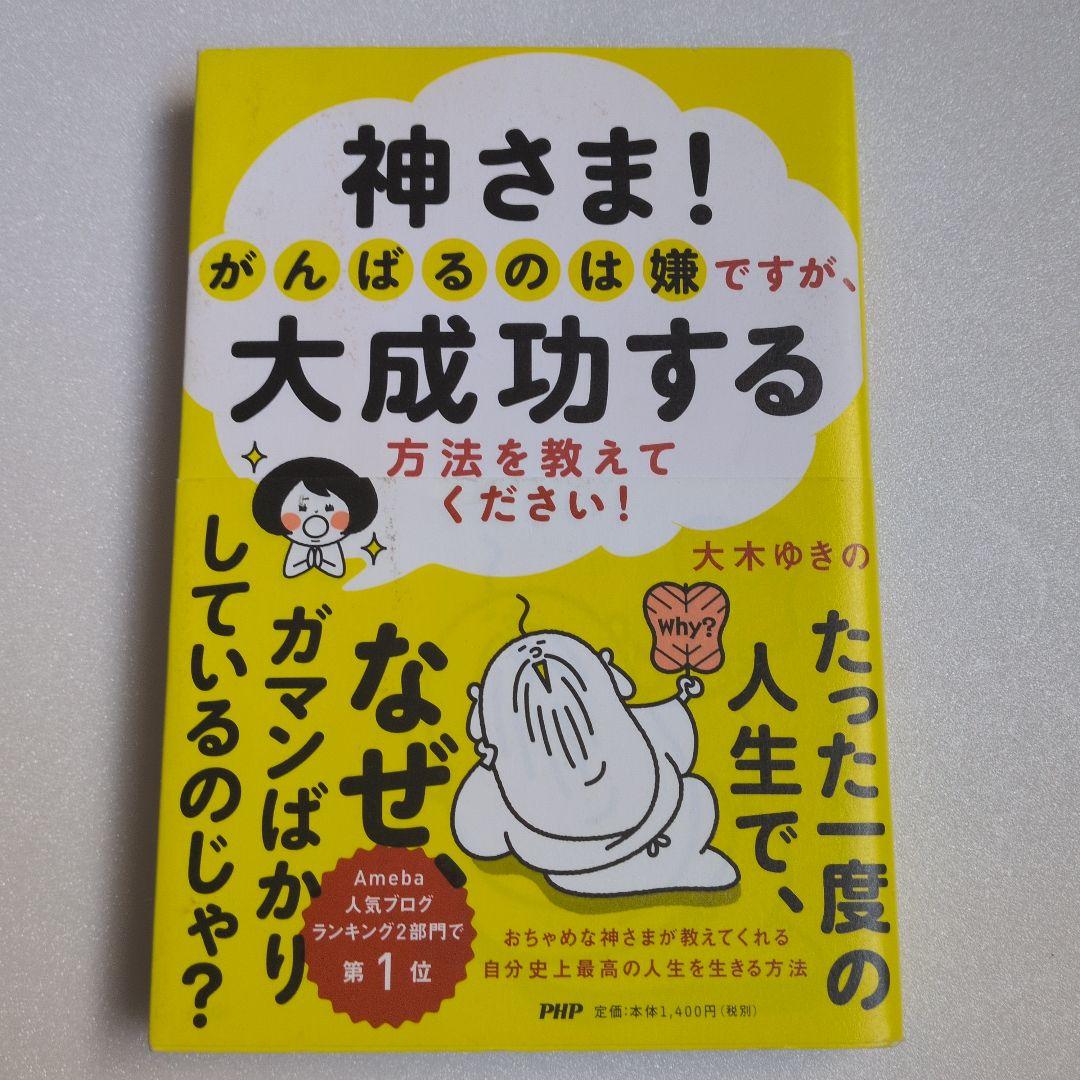 神さま!
がんばるのは嫌ですが、
大成功する
方法を教えて
ください!
大木ゆきの
Why?
たった一度の
人生で、
なぜ、
ガマンばかり
しているのじゃ?
Ameba
人気ブログ
ランキング2部門で
第1位
おちゃめな神さまが教えてくれる
自分史上最高の人生を生きる方法
PHP 定価:本体1,400円(税別)